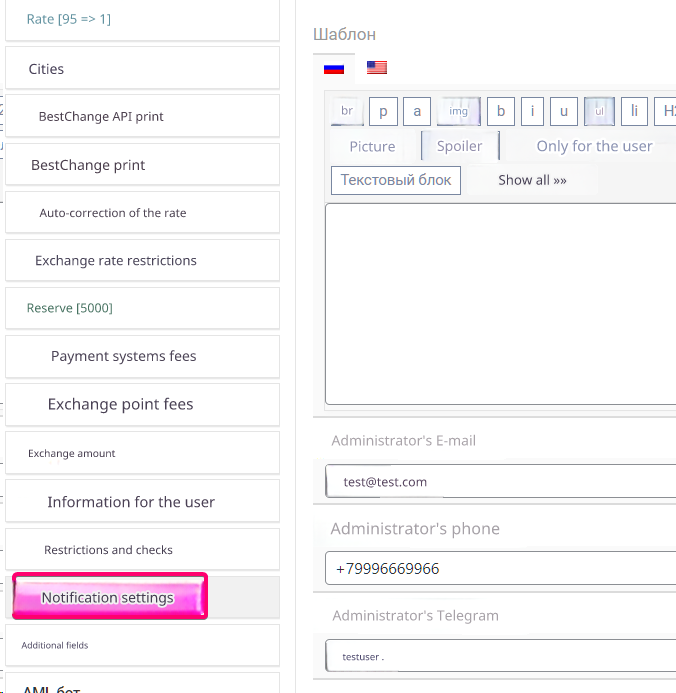 Rate [95 => 1]
Cities
BestChange API print
BestChange print
Auto-correction of the rate
Exchange rate restrictions
Reserve [5000]
Payment systems fees
Exchange point fees
Exchange amount
Information for the user
Restrictions and checks
Notification settings
Additional fields
AML бот
Шаблон
br p a img b i u ul li
Picture Spoiler Only for the user
Текстовый блок Show all »»
Administrator's E-mail
test@test.com
Administrator's phone
+79996669966
Administrator's Telegram
testuser .